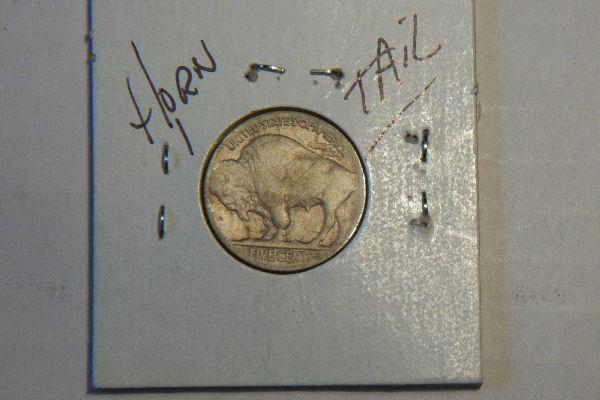 HORN
TAIL
UNITED STATES OF AMERICA
FIVE CENTS